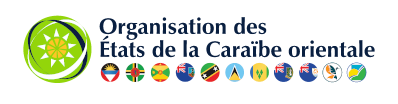 Organisation des
États de la Caraïbe orientale